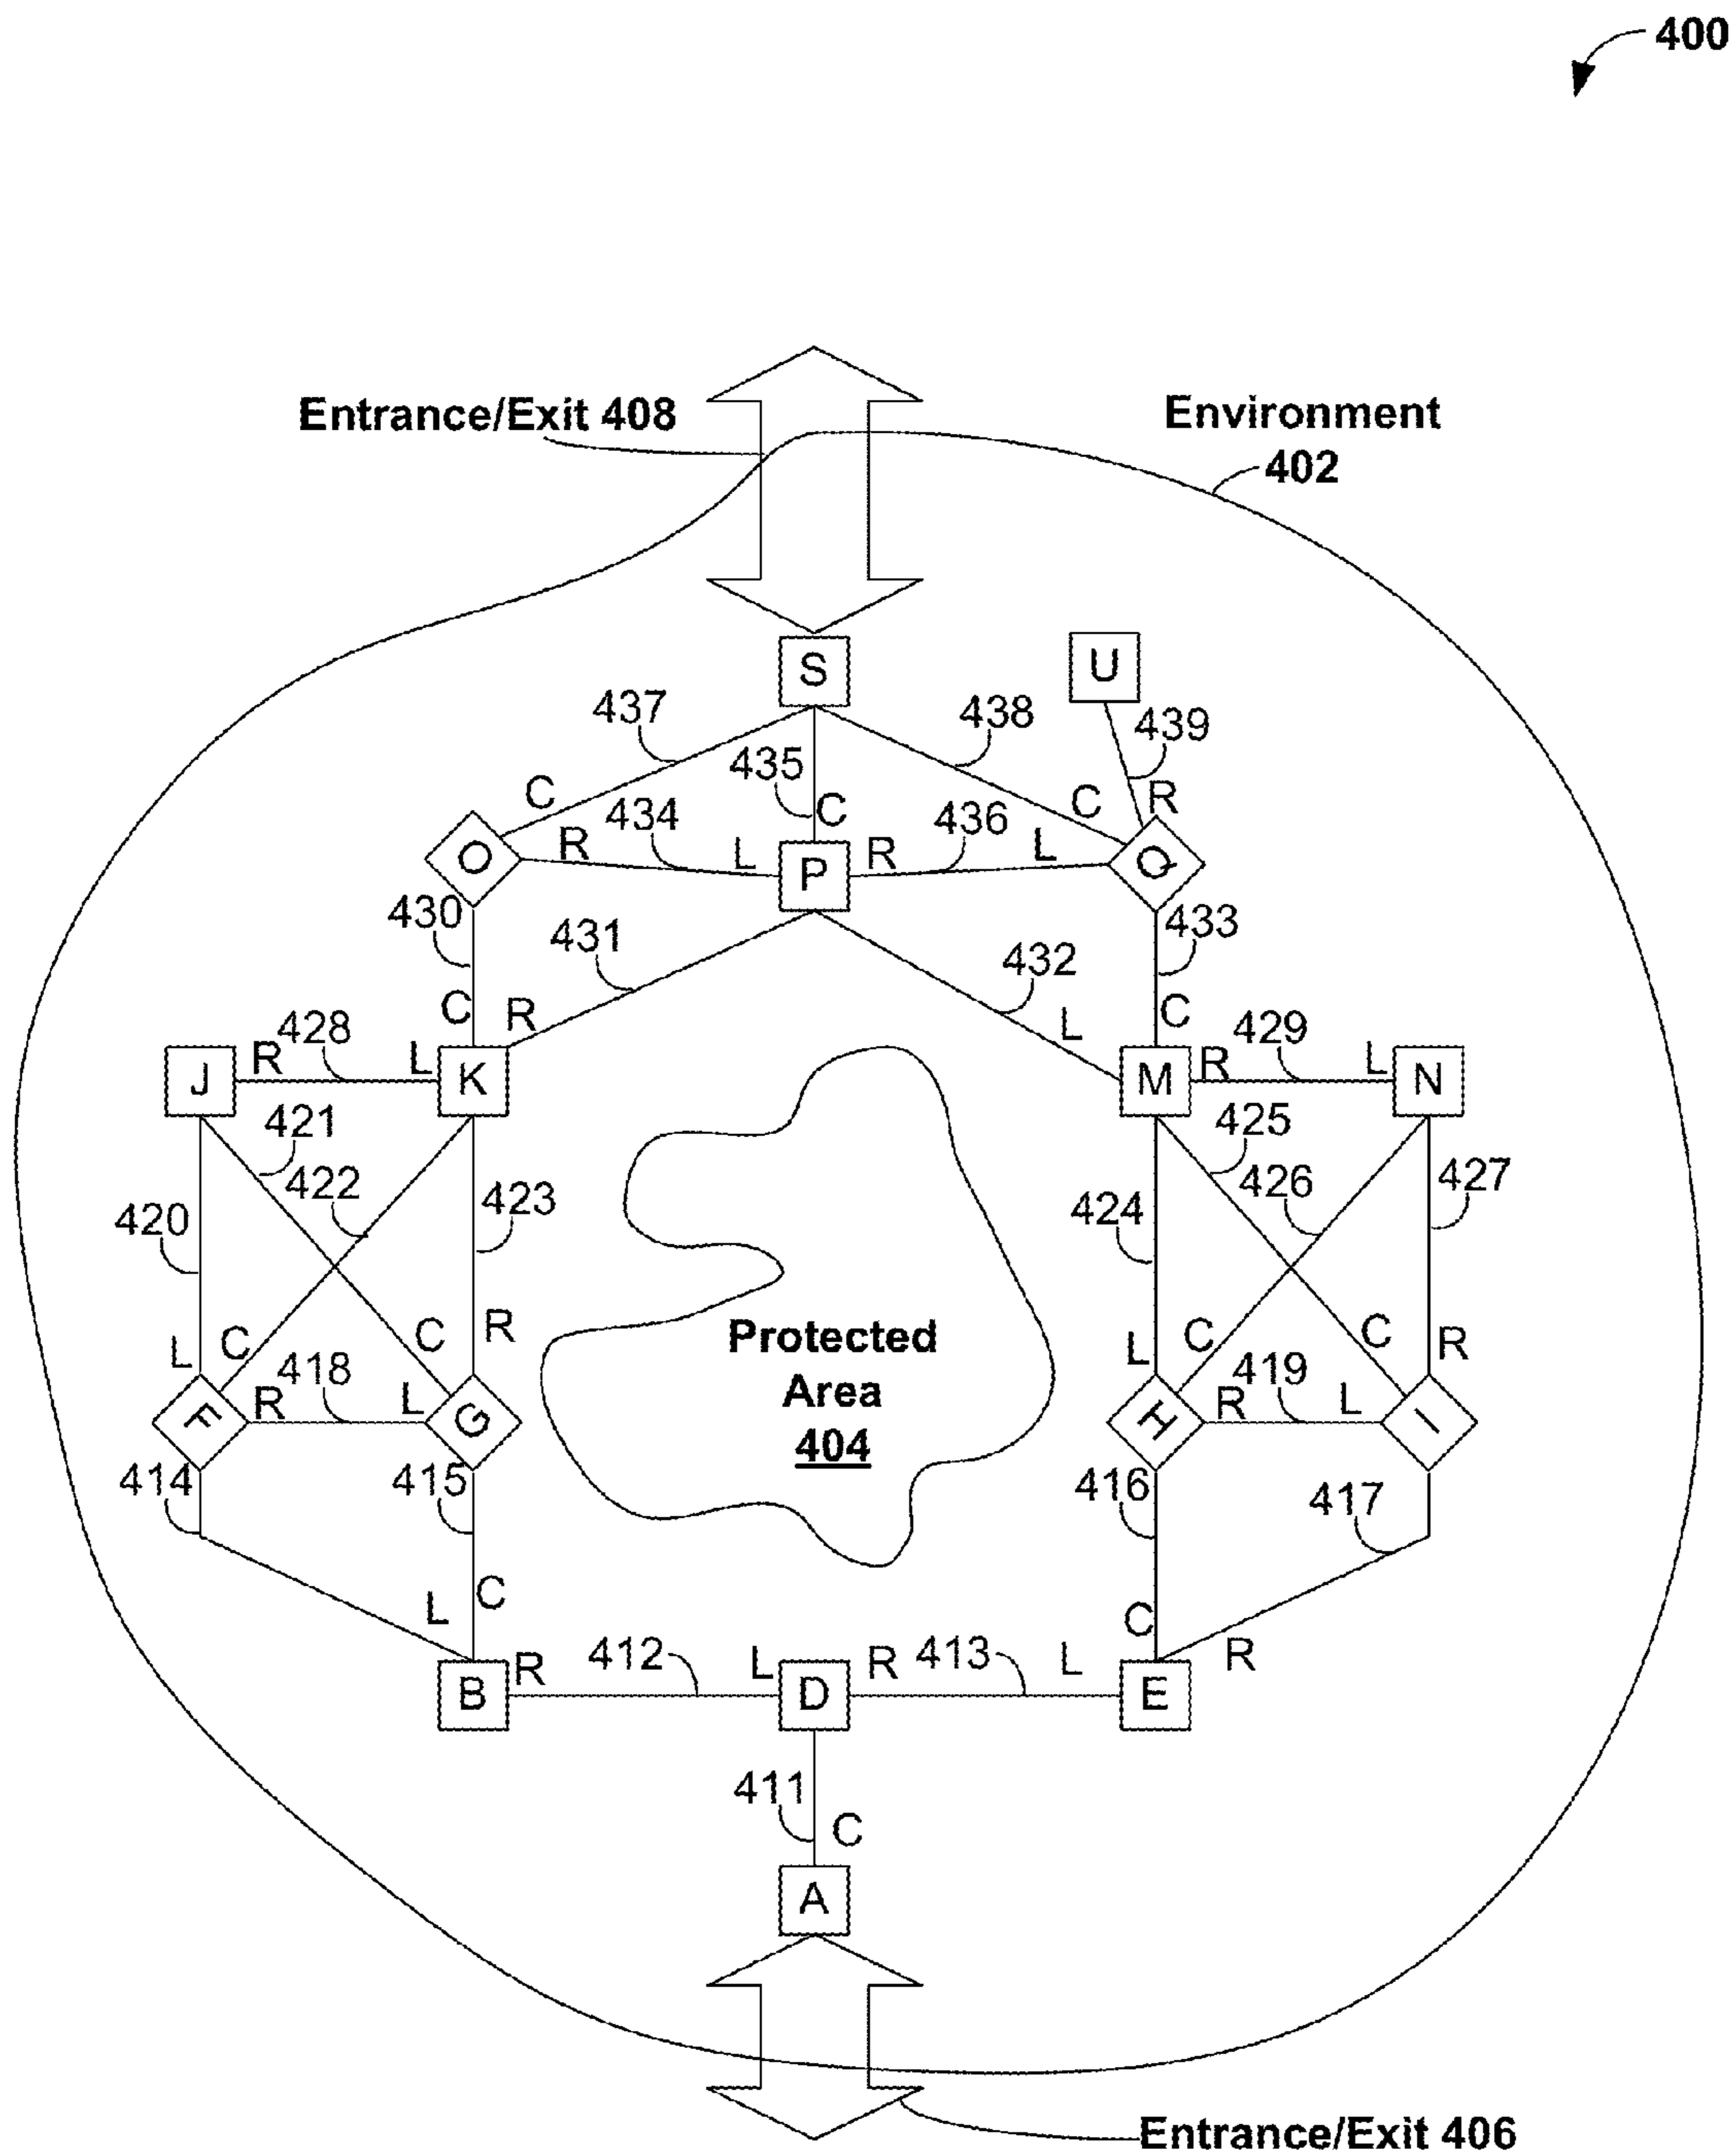 400
Entrance/Exit 408
Environment
402
S
U
437
438
439
435
C
C
R
C
434
436
R
L
R
L
O
P
Q
430
433
431
432
C
R
L
C
428
429
R
L
R
L
J
K
M
N
421
425
422
423
426
427
420
424
Protected
Area
404
L
C
C
R
L
C
C
R
418
419
R
L
R
L
F
G
H
I
414
415
416
417
L
C
C
R
R
412
L
R
413
L
B
D
E
411
C
A
Entrance/Exit 406